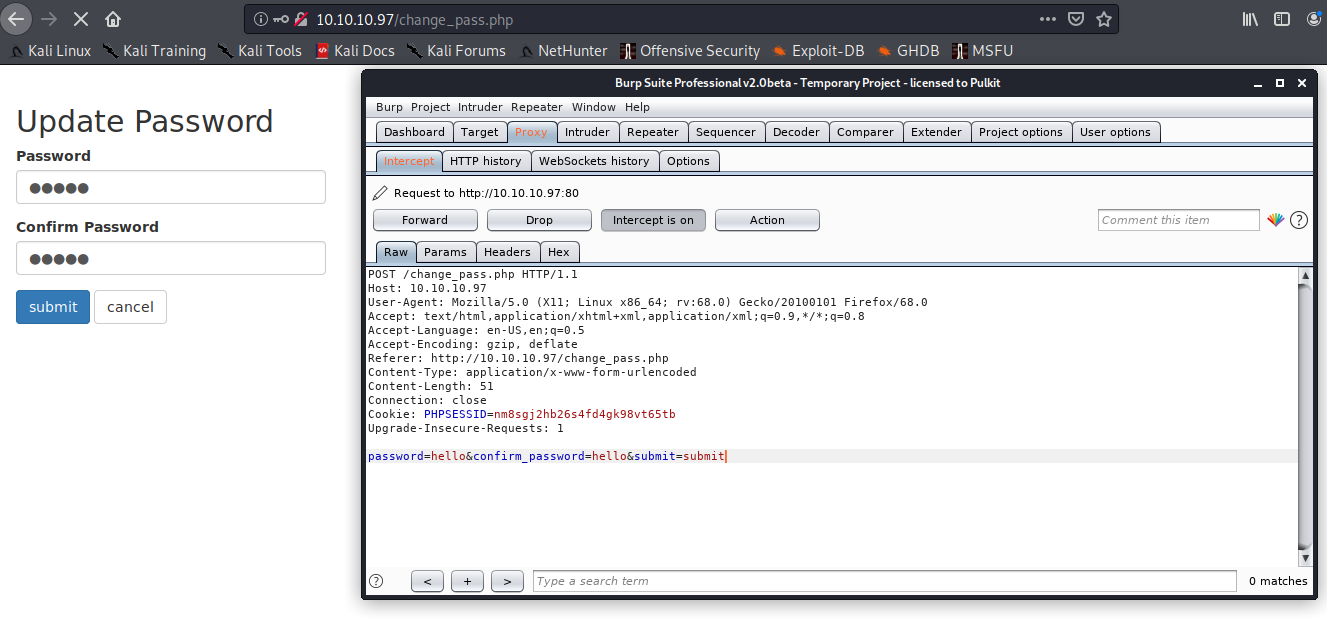 10.10.10.97/change_pass.php
Kali Linux Kali Training Kali Tools Kali Docs Kali Forums NetHunter Offensive Security Exploit-DB GHDB MSFU
Update Password
Password
Confirm Password
submit cancel
Burp Suite Professional v2.0beta - Temporary Project - licensed to Pulkit
Burp Project Intruder Repeater Window Help
Dashboard Target Proxy Intruder Repeater Sequencer Decoder Comparer Extender Project options User options
Intercept HTTP history WebSockets history Options
Request to http://10.10.10.97:80
Forward Drop Intercept is on Action Comment this item ?
Raw Params Headers Hex
POST /change_pass.php HTTP/1.1
Host: 10.10.10.97
User-Agent: Mozilla/5.0 (X11; Linux x86_64; rv:68.0) Gecko/20100101 Firefox/68.0
Accept: text/html,application/xhtml+xml,application/xml;q=0.9,*/*;q=0.8
Accept-Language: en-US,en;q=0.5
Accept-Encoding: gzip, deflate
Referer: http://10.10.10.97/change_pass.php
Content-Type: application/x-www-form-urlencoded
Content-Length: 51
Connection: close
Cookie: PHPSESSID=nm8sgj2hb26s4fd4gk98vt65tb
Upgrade-Insecure-Requests: 1
password=hello&confirm_password=hello&submit=submit
? < + > Type a search term 0 matches